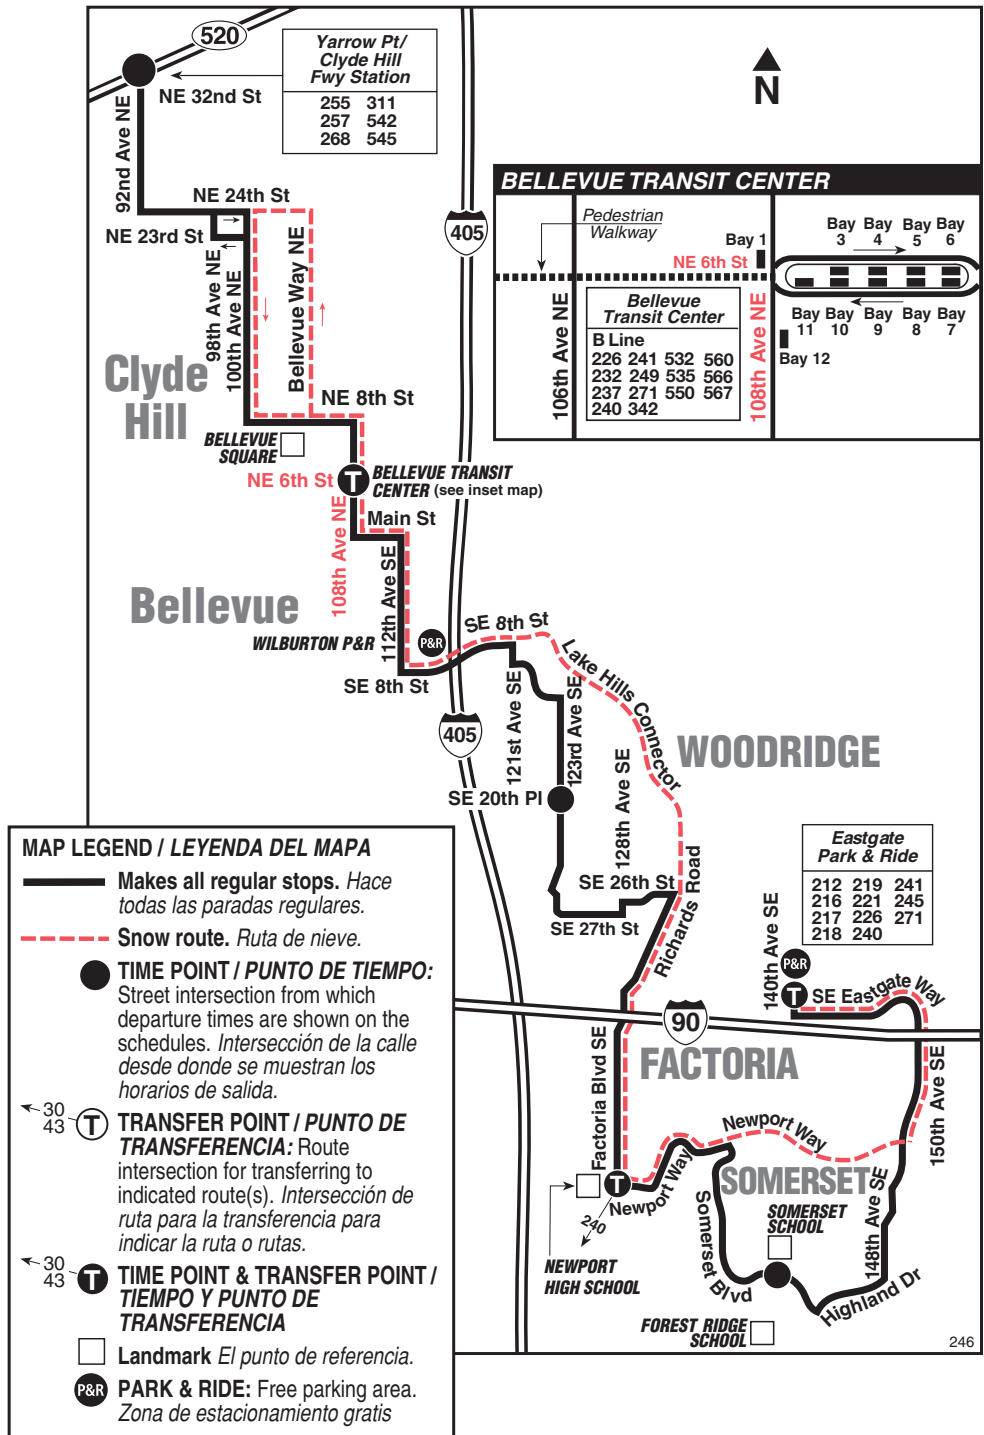 520
Yarrow Pt/
Clyde Hill
Fwy Station
255 311
257 542
268 545
NE 32nd St
92nd Ave NE
N
NE 24th St
NE 23rd St
98th Ave NE
100th Ave NE
Bellevue Way NE
405
BELLEVUE TRANSIT CENTER
Pedestrian
Walkway
Bay 1
NE 6th St
Bay 3
Bay 4
Bay 5
Bay 6
Bay 11
Bay 10
Bay 9
Bay 8
Bay 7
Bay 12
106th Ave NE
108th Ave NE
Bellevue
Transit Center
B Line
226 241 532 560
232 249 535 566
237 271 550 567
240 342
Clyde
Hill
NE 8th St
BELLEVUE
SQUARE
NE 6th St
T
BELLEVUE TRANSIT
CENTER (see inset map)
108th Ave NE
Main St
Bellevue
112th Ave SE
WILBURTON P&R
P&R
SE 8th St
SE 8th St
Lake Hills Connector
405
121st Ave SE
123rd Ave SE
WOODRIDGE
SE 20th Pl
128th Ave SE
SE 26th St
SE 27th St
Richards Road
Eastgate
Park & Ride
212 219 241
216 221 245
217 226 271
218 240
140th Ave SE
P&R
T
SE Eastgate Way
90
FACTORIA
Factoria Blvd SE
150th Ave SE
Newport Way
SOMERSET
T
Newport Way
240
NEWPORT
HIGH SCHOOL
Somerset Blvd
SOMERSET
SCHOOL
148th Ave SE
Highland Dr
FOREST RIDGE
SCHOOL
246
MAP LEGEND / LEYENDA DEL MAPA
Makes all regular stops. Hace
todas las paradas regulares.
Snow route. Ruta de nieve.
TIME POINT / PUNTO DE TIEMPO:
Street intersection from which
departure times are shown on the
schedules. Intersección de la calle
desde donde se muestran los
horarios de salida.
30
43
T
TRANSFER POINT / PUNTO DE
TRANSFERENCIA: Route
intersection for transferring to
indicated route(s). Intersección de
ruta para la transferencia para
indicar la ruta o rutas.
30
43
T
TIME POINT & TRANSFER POINT /
TIEMPO Y PUNTO DE
TRANSFERENCIA
Landmark El punto de referencia.
P&R
PARK & RIDE: Free parking area.
Zona de estacionamiento gratis